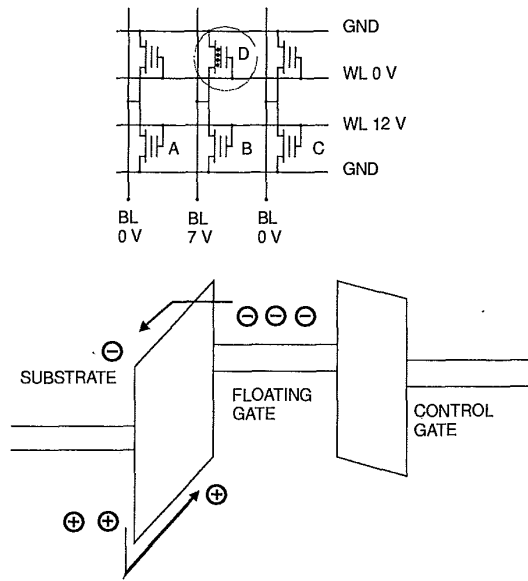 GND
D
WL 0 V
WL 12 V
A
B
C
GND
BL
0 V
BL
7 V
BL
0 V
SUBSTRATE
FLOATING
GATE
CONTROL
GATE